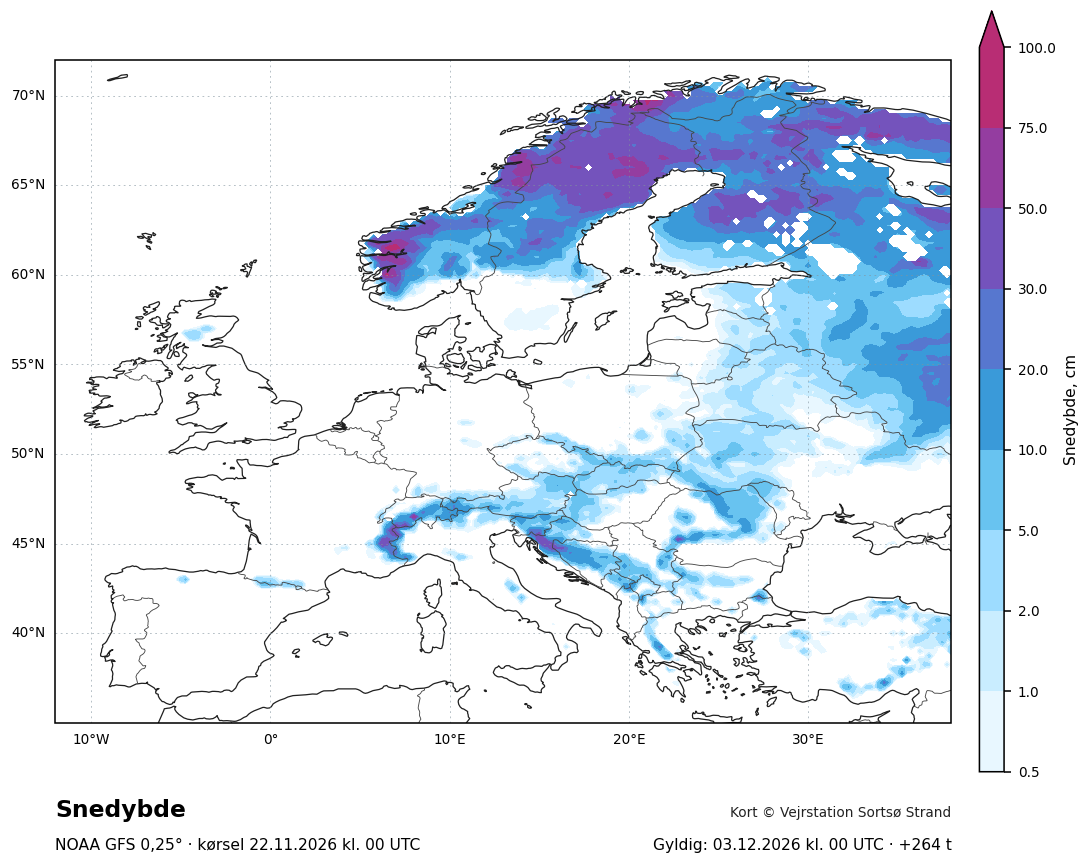 100.0
75.0
50.0
30.0
20.0
10.0
5.0
2.0
1.0
0.5
Snedybde, cm
70°N
65°N
60°N
55°N
50°N
45°N
40°N
10°W
0°
10°E
20°E
30°E
Snedybde
Kort © Vejrstation Sortsø Strand
NOAA GFS 0,25° · kørsel 22.11.2026 kl. 00 UTC
Gyldig: 03.12.2026 kl. 00 UTC · +264 t